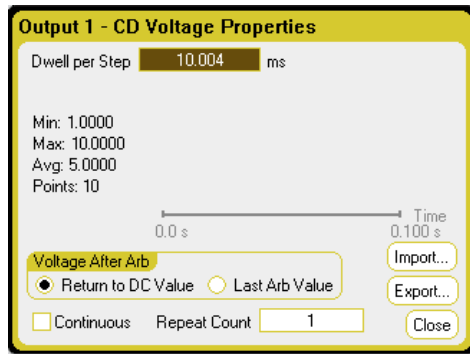 Output 1 - CD Voltage Properties
Dwell per Step 10.004 ms
Min: 1.0000
Max: 10.0000
Avg: 5.0000
Points: 10
Time
0.0 s 0.100 s
Voltage After Arb
Import...
Return to DC Value Last Arb Value
Export...
Continuous Repeat Count 1 Close